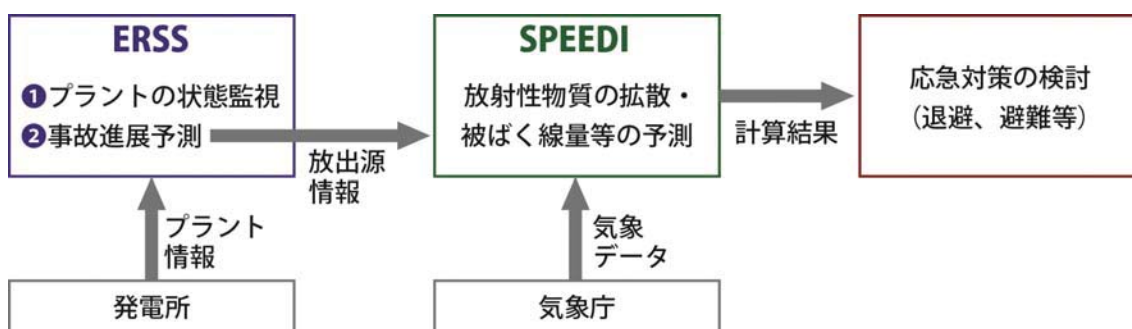 ERSS
❶プラントの状態監視
❷事故進展予測
放出源
情報
SPEEDI
放射性物質の拡散・
被ばく線量等の予測
計算結果
応急対策の検討
(退避、避難等)
プラント
情報
気象
データ
発電所
気象庁